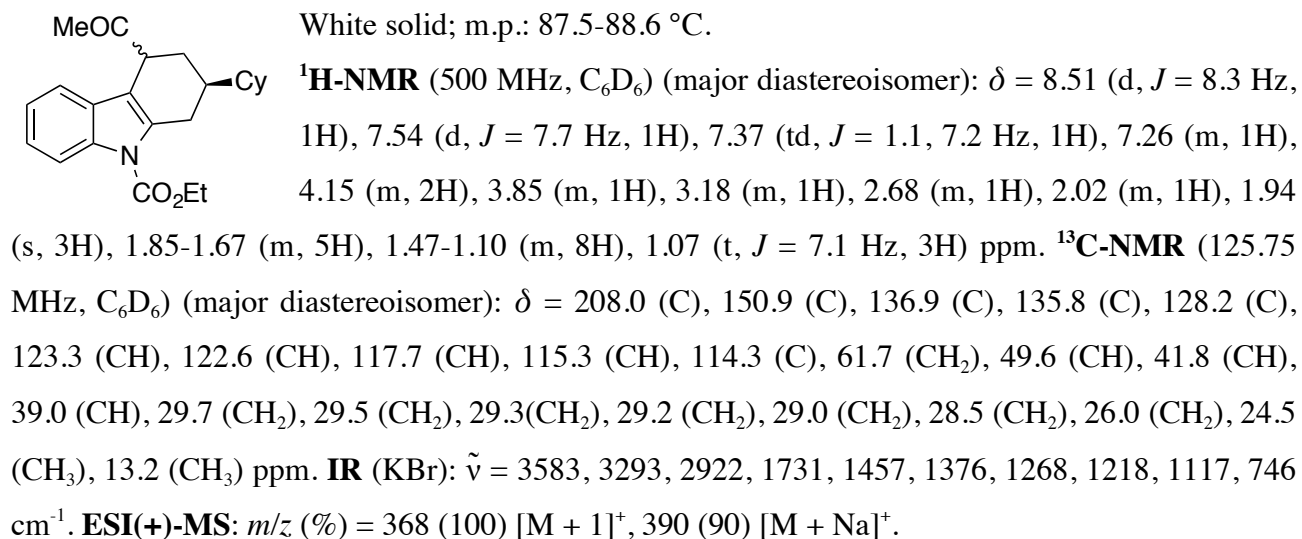 MeOC
Cy
N
CO₂Et
White solid; m.p.: 87.5-88.6 °C.
¹H-NMR (500 MHz, C₆D₆) (major diastereoisomer): δ = 8.51 (d, J = 8.3 Hz,
1H), 7.54 (d, J = 7.7 Hz, 1H), 7.37 (td, J = 1.1, 7.2 Hz, 1H), 7.26 (m, 1H),
4.15 (m, 2H), 3.85 (m, 1H), 3.18 (m, 1H), 2.68 (m, 1H), 2.02 (m, 1H), 1.94
(s, 3H), 1.85-1.67 (m, 5H), 1.47-1.10 (m, 8H), 1.07 (t, J = 7.1 Hz, 3H) ppm. ¹³C-NMR (125.75
MHz, C₆D₆) (major diastereoisomer): δ = 208.0 (C), 150.9 (C), 136.9 (C), 135.8 (C), 128.2 (C),
123.3 (CH), 122.6 (CH), 117.7 (CH), 115.3 (CH), 114.3 (C), 61.7 (CH₂), 49.6 (CH), 41.8 (CH),
39.0 (CH), 29.7 (CH₂), 29.5 (CH₂), 29.3(CH₂), 29.2 (CH₂), 29.0 (CH₂), 28.5 (CH₂), 26.0 (CH₂), 24.5
(CH₃), 13.2 (CH₃) ppm. IR (KBr): ν̃ = 3583, 3293, 2922, 1731, 1457, 1376, 1268, 1218, 1117, 746
cm⁻¹. ESI(+)-MS: m/z (%) = 368 (100) [M + 1]⁺, 390 (90) [M + Na]⁺.